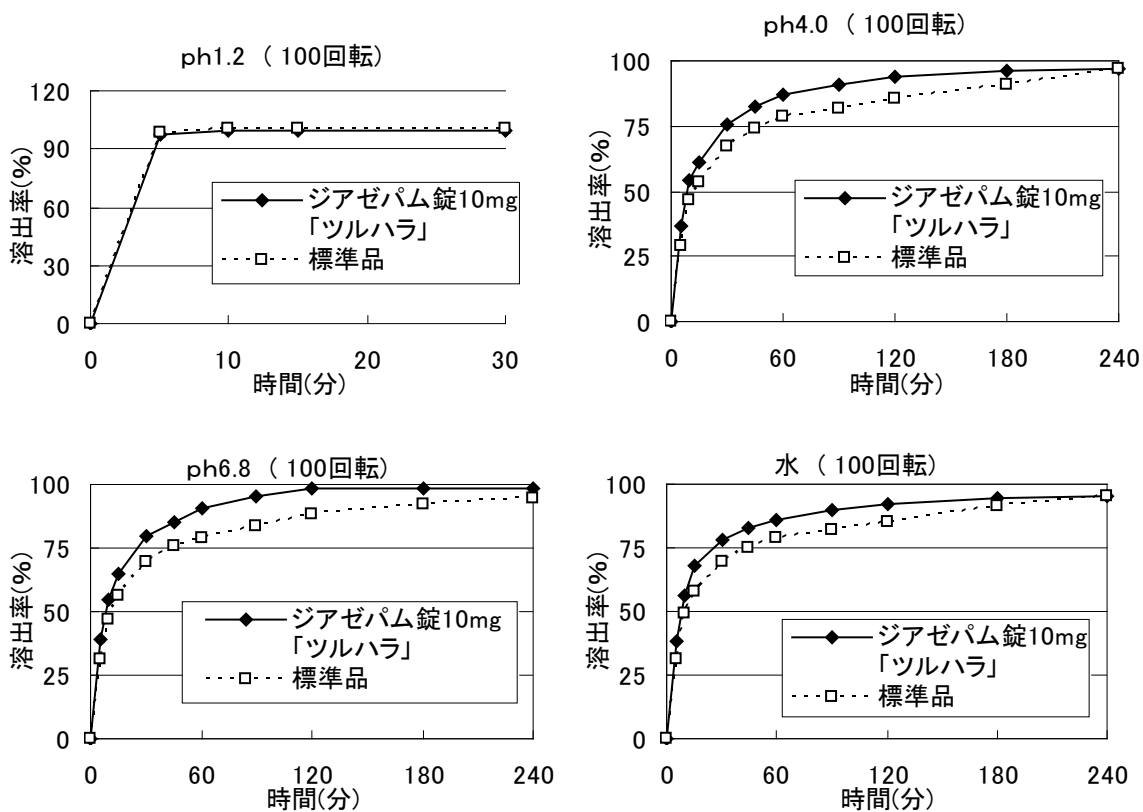 ph1.2 ( 100回転)
120
90
60
30
0
溶出率(%)
0 10 20 30
時間(分)
ジアゼパム錠10mg
「ツルハラ」
標準品
ph4.0 ( 100回転)
100
75
50
25
0
溶出率(%)
0 60 120 180 240
時間(分)
ジアゼパム錠10mg
「ツルハラ」
標準品
ph6.8 ( 100回転)
100
75
50
25
0
溶出率(%)
0 60 120 180 240
時間(分)
ジアゼパム錠10mg
「ツルハラ」
標準品
水 ( 100回転)
100
75
50
25
0
溶出率(%)
0 60 120 180 240
時間(分)
ジアゼパム錠10mg
「ツルハラ」
標準品